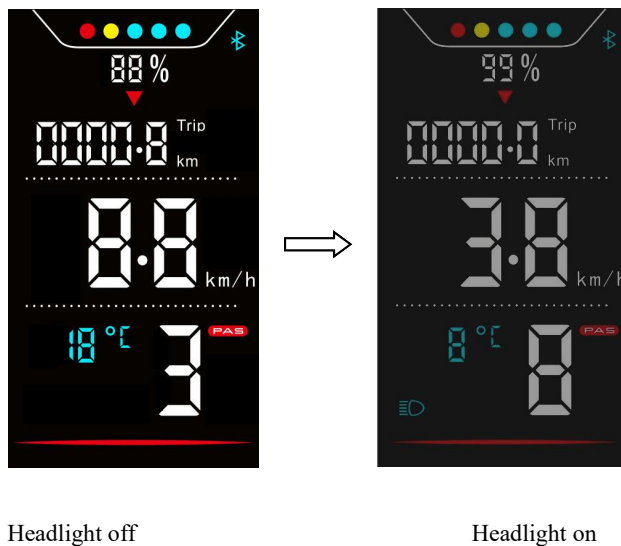 88%
0000.8 Trip
km
8.8 km/h
18 °C 3 PAS
99%
0000.0 Trip
km
3.8 km/h
8 °C 8 PAS
Headlight off
Headlight on